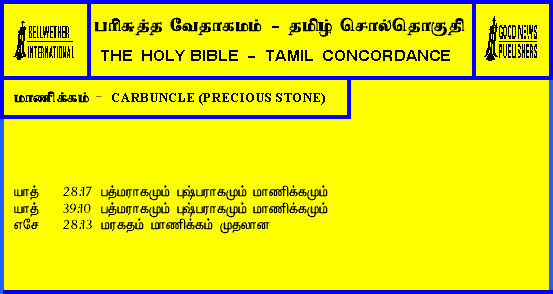 BELLWETHER
INTERNATIONAL
பரிசுத்த வேதாகமம் - தமிழ் சொல்தொகுதி
THE HOLY BIBLE - TAMIL CONCORDANCE
GOOD NEWS
PUBLISHERS
மாணிக்கம் - CARBUNCLE (PRECIOUS STONE)
யாத் 28:17 பத்மராகமும் புஷ்பராகமும் மாணிக்கமும்
யாத் 39:10 பத்மராகமும் புஷ்பராகமும் மாணிக்கமும்
எசே 28:13 மரகதம் மாணிக்கம் முதலான